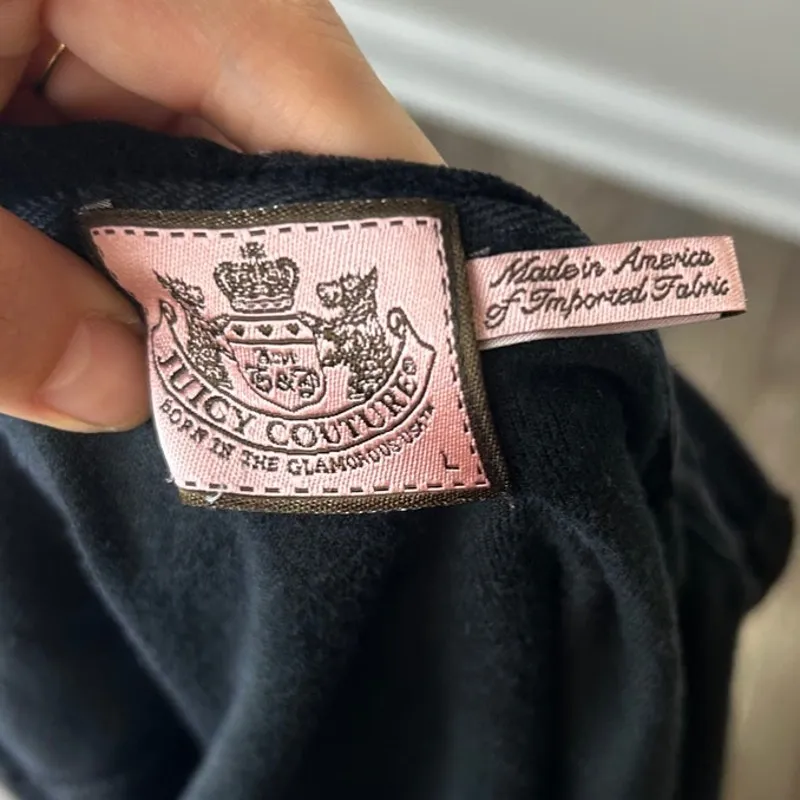 G&P
JUICY COUTURE®
BORN IN THE GLAMOROUS USA™
L
Made in America
of Imported Fabric